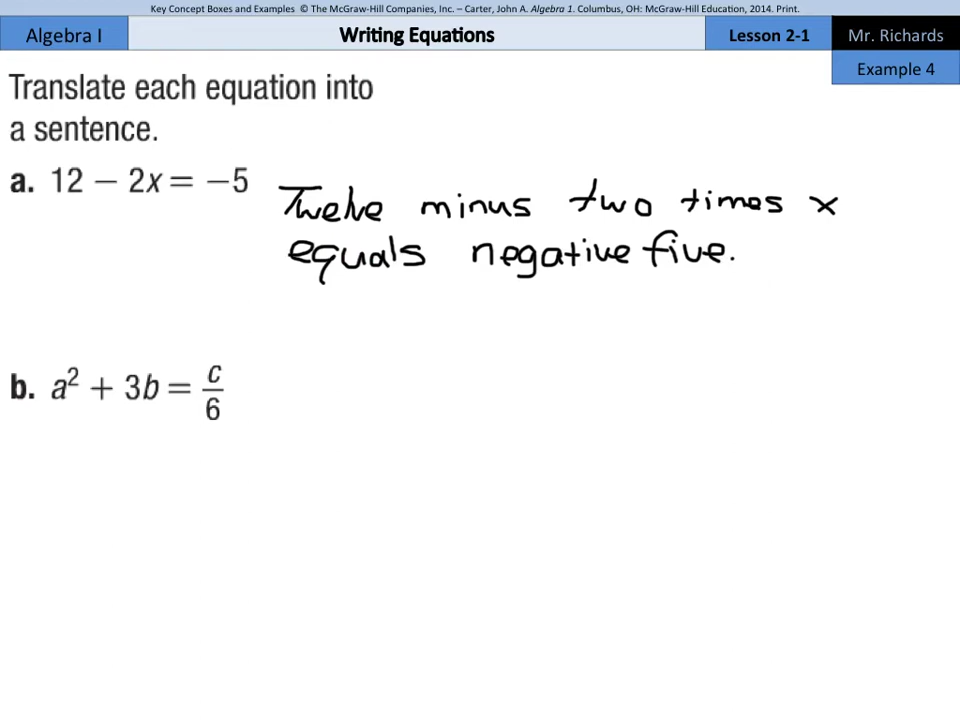 Key Concept Boxes and Examples © The McGraw-Hill Companies, Inc. – Carter, John A. Algebra 1. Columbus, OH: McGraw-Hill Education, 2014. Print.
Algebra I
Writing Equations
Lesson 2-1
Mr. Richards
Example 4
Translate each equation into
a sentence.
a. 12 − 2x = −5
Twelve minus two times x
equals negative five.
b. a² + 3b = c/6